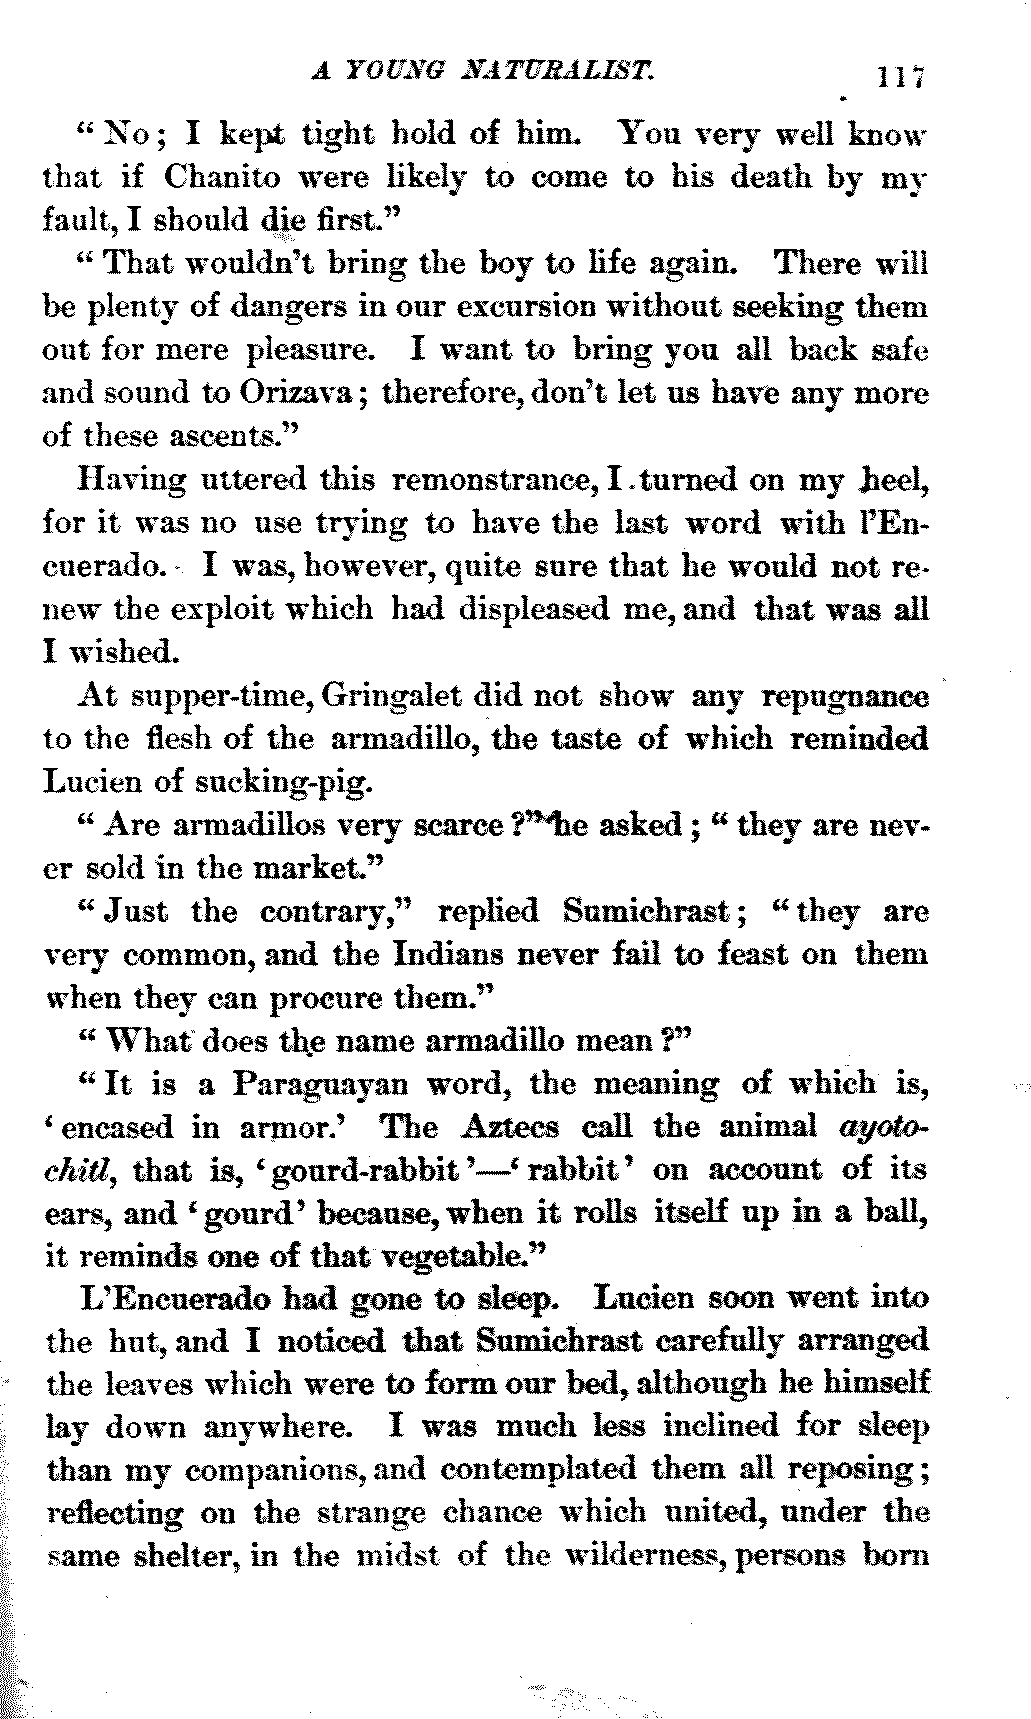 A YOUNG NATURALIST. 117
“No; I kept tight hold of him. You very well know
that if Chanito were likely to come to his death by my
fault, I should die first.”
“That wouldn't bring the boy to life again. There will
be plenty of dangers in our excursion without seeking them
out for mere pleasure. I want to bring you all back safe
and sound to Orizava; therefore, don't let us have any more
of these ascents.”
Having uttered this remonstrance, I turned on my heel,
for it was no use trying to have the last word with l'En-
cuerado. I was, however, quite sure that he would not re-
new the exploit which had displeased me, and that was all
I wished.
At supper-time, Gringalet did not show any repugnance
to the flesh of the armadillo, the taste of which reminded
Lucien of sucking-pig.
“Are armadillos very scarce?” he asked; “they are nev-
er sold in the market.”
“Just the contrary,” replied Sumichrast; “they are
very common, and the Indians never fail to feast on them
when they can procure them.”
“What does the name armadillo mean?”
“It is a Paraguayan word, the meaning of which is,
‘encased in armor.’ The Aztecs call the animal ayoto-
chitl, that is, ‘gourd-rabbit’—‘rabbit’ on account of its
ears, and ‘gourd’ because, when it rolls itself up in a ball,
it reminds one of that vegetable.”
L'Encuerado had gone to sleep. Lucien soon went into
the hut, and I noticed that Sumichrast carefully arranged
the leaves which were to form our bed, although he himself
lay down anywhere. I was much less inclined for sleep
than my companions, and contemplated them all reposing;
reflecting on the strange chance which united, under the
same shelter, in the midst of the wilderness, persons born